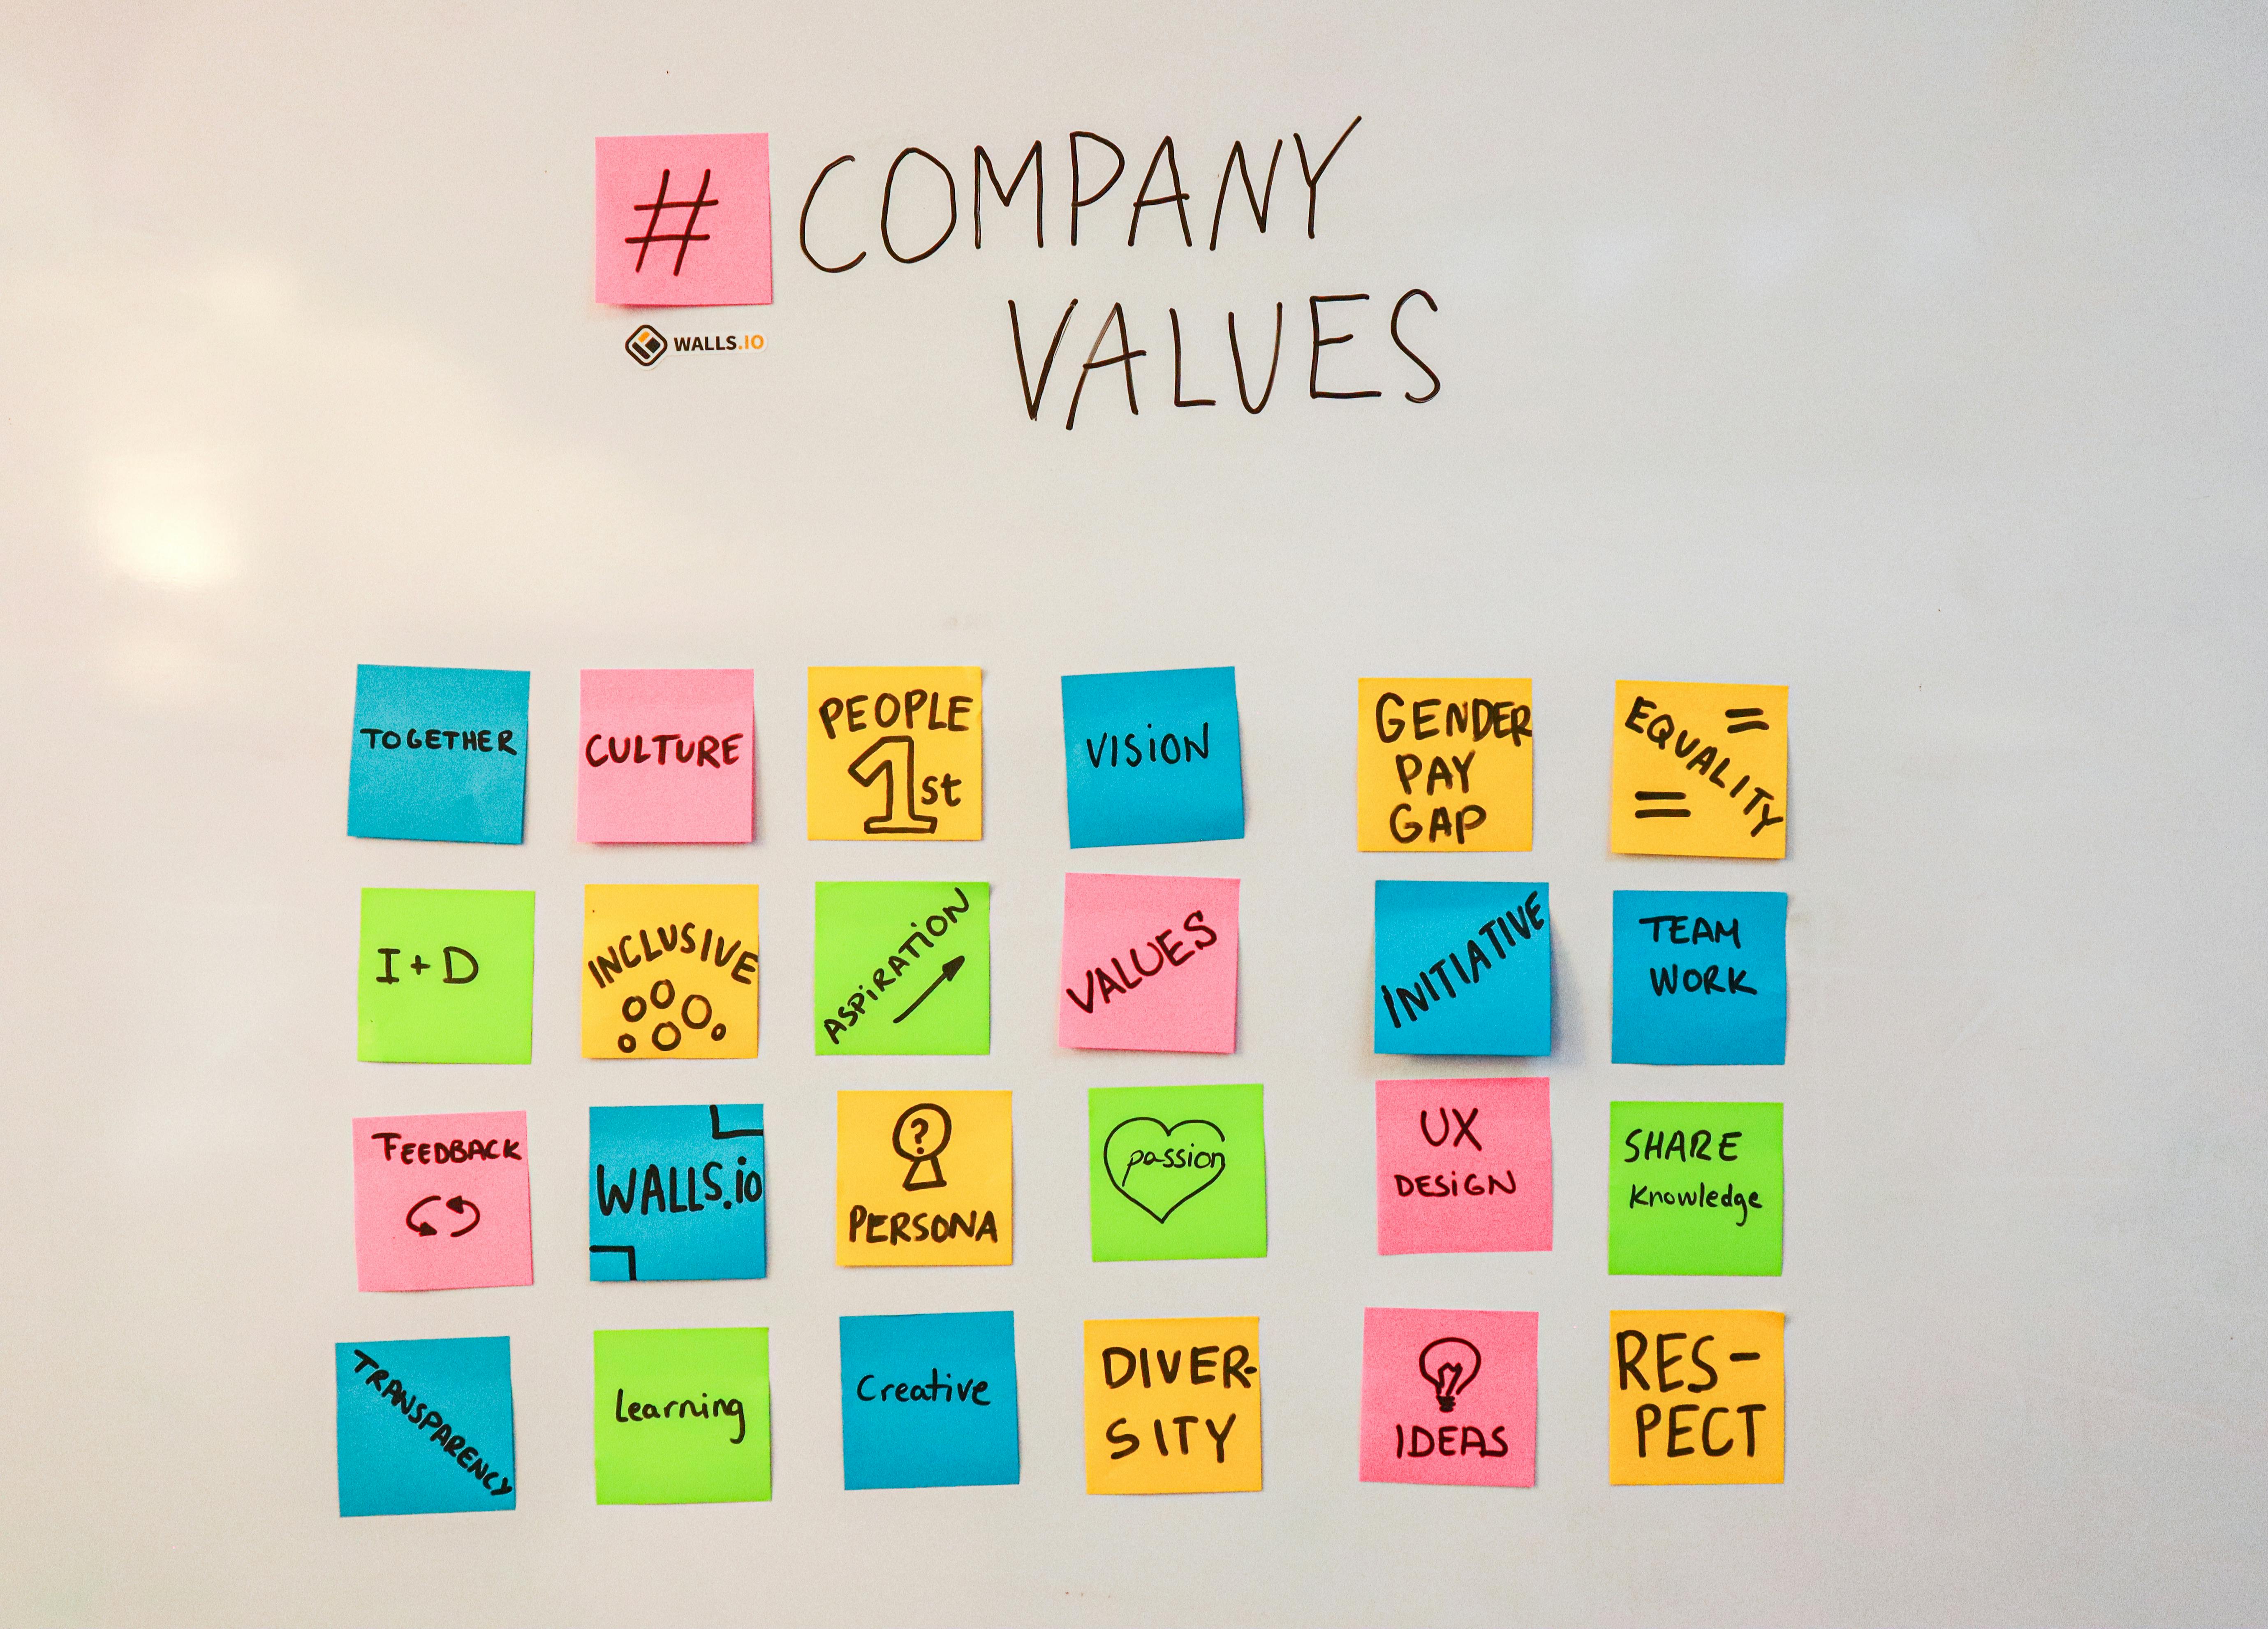 # COMPANY
VALUES
WALLS.IO
TOGETHER
CULTURE
PEOPLE
1st
VISION
GENDER
PAY
GAP
=
EQUALITY
=
I+D
INCLUSIVE
ASPIRATION
VALUES
INITIATIVE
TEAM
WORK
FEEDBACK
WALLS.io
?
PERSONA
passion
UX
DESIGN
SHARE
Knowledge
TRANSPARENCY
Learning
Creative
DIVER-
SITY
IDEAS
RES-
PECT